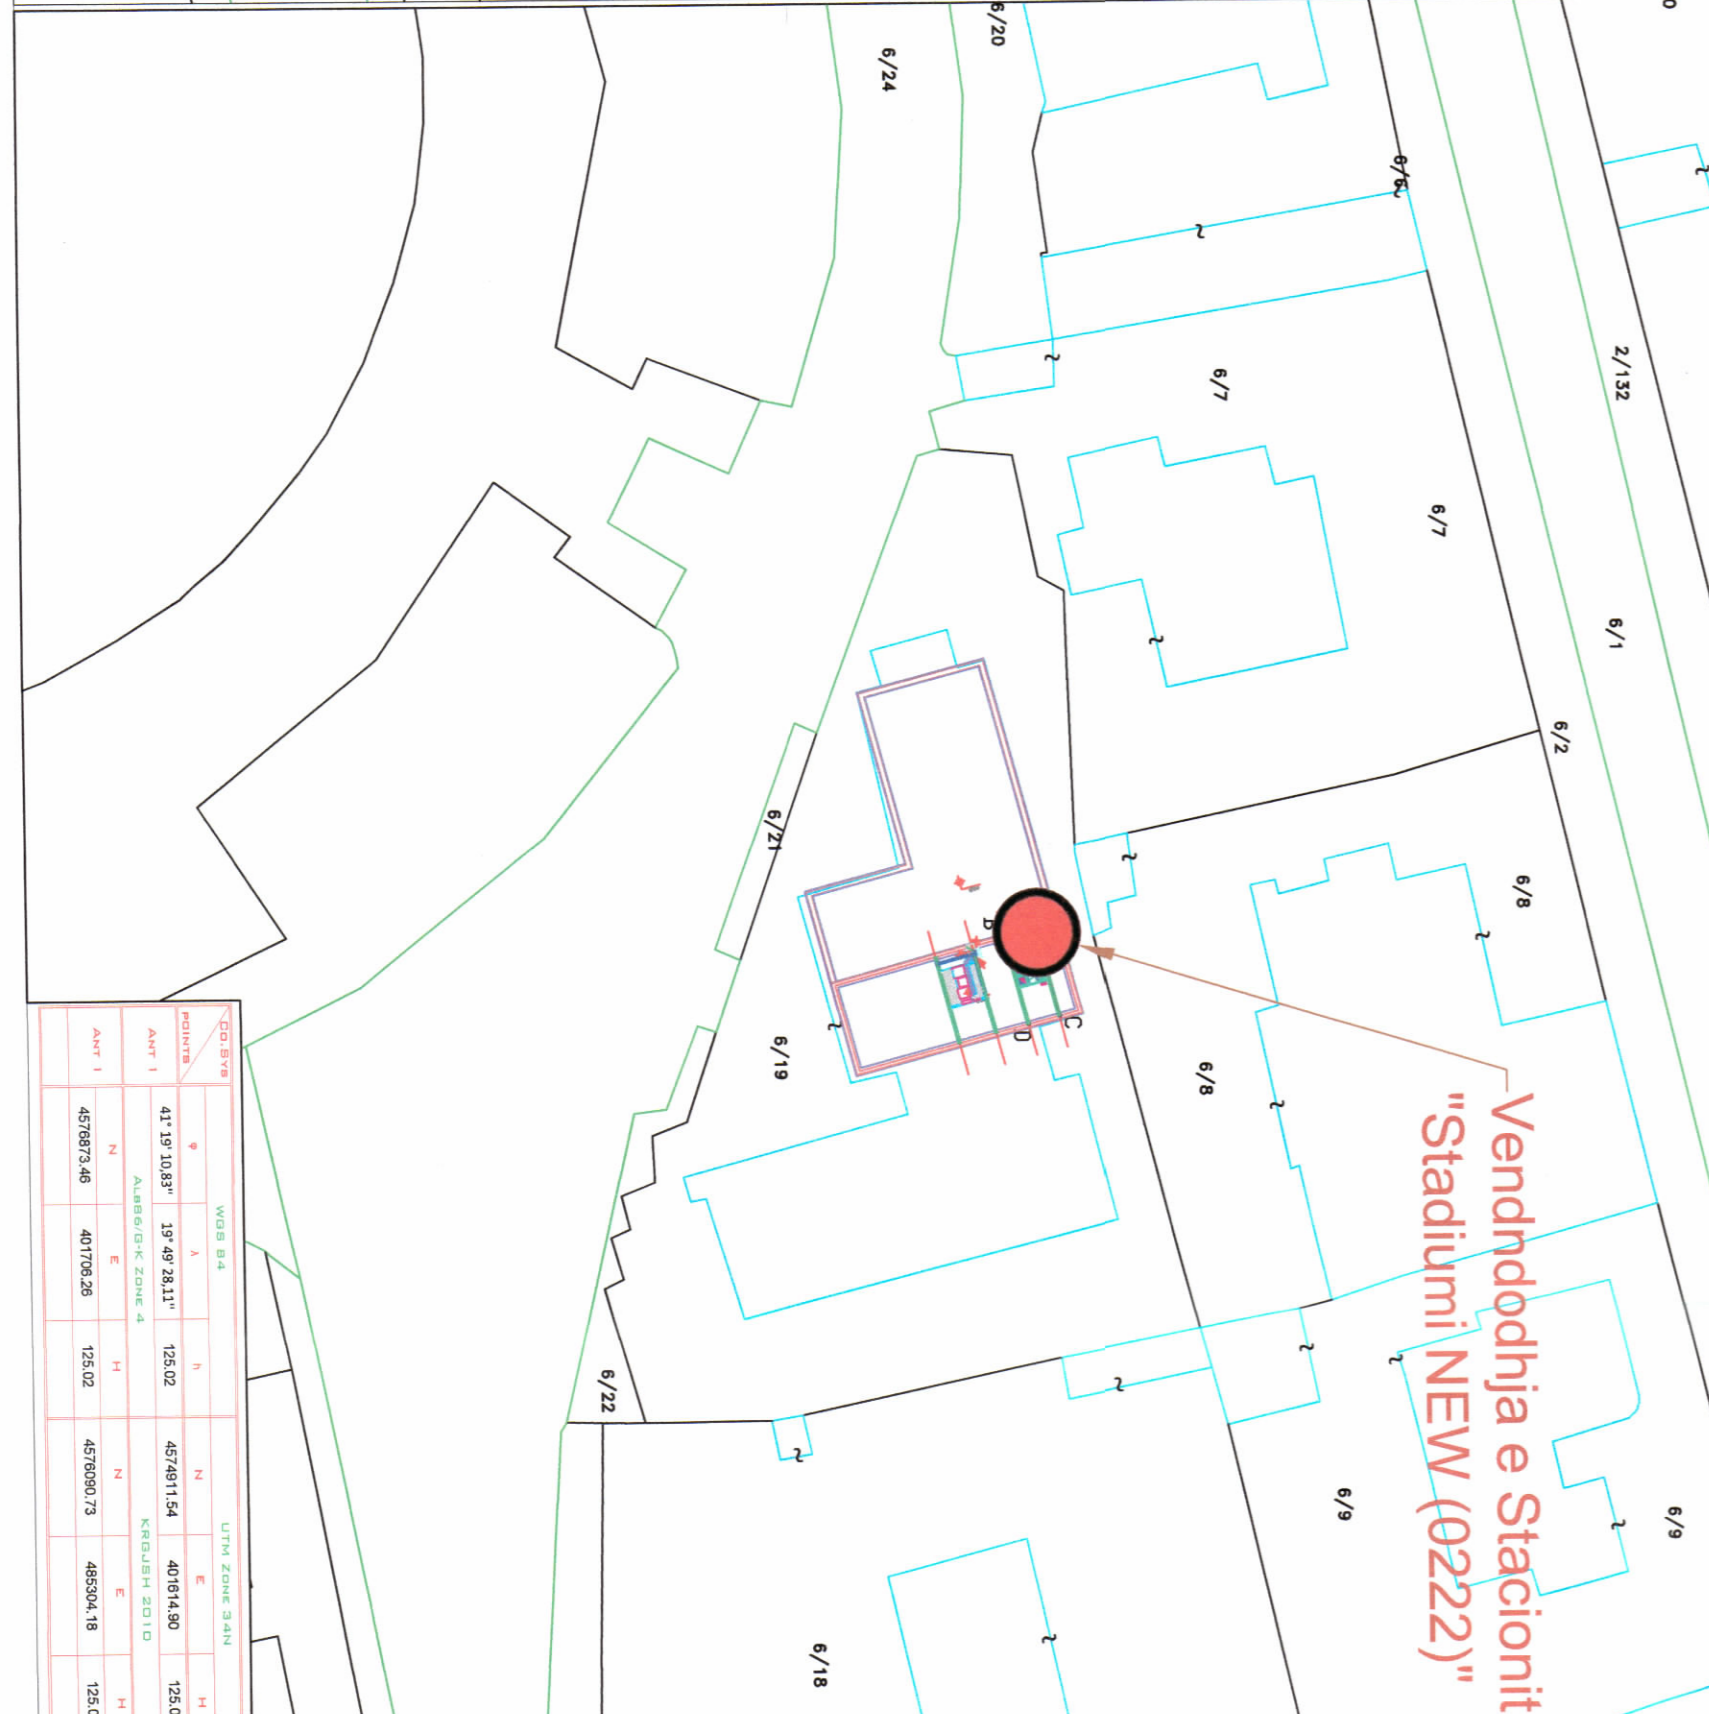 Vendndodhja e Stacionit
"Stadiumi NEW (0222)"
6/20
6/24
6/6
6/7
6/7
2/132
6/1
6/2
6/8
6/8
6/21
6/19
6/22
6/9
6/9
6/18
B
C
D
CO.SYS
POINTS
WGS 84
UTM ZONE 34N
φ λ h N E H
ANT 1 41° 19' 10,83" 19° 49' 28,11" 125.02 4574911.54 401614.90
ALB86/G-K ZONE 4
KRGJSH 2010
N E H N E H
ANT 1 4576873.46 401706.26 125.02 4576090.73 485304.18